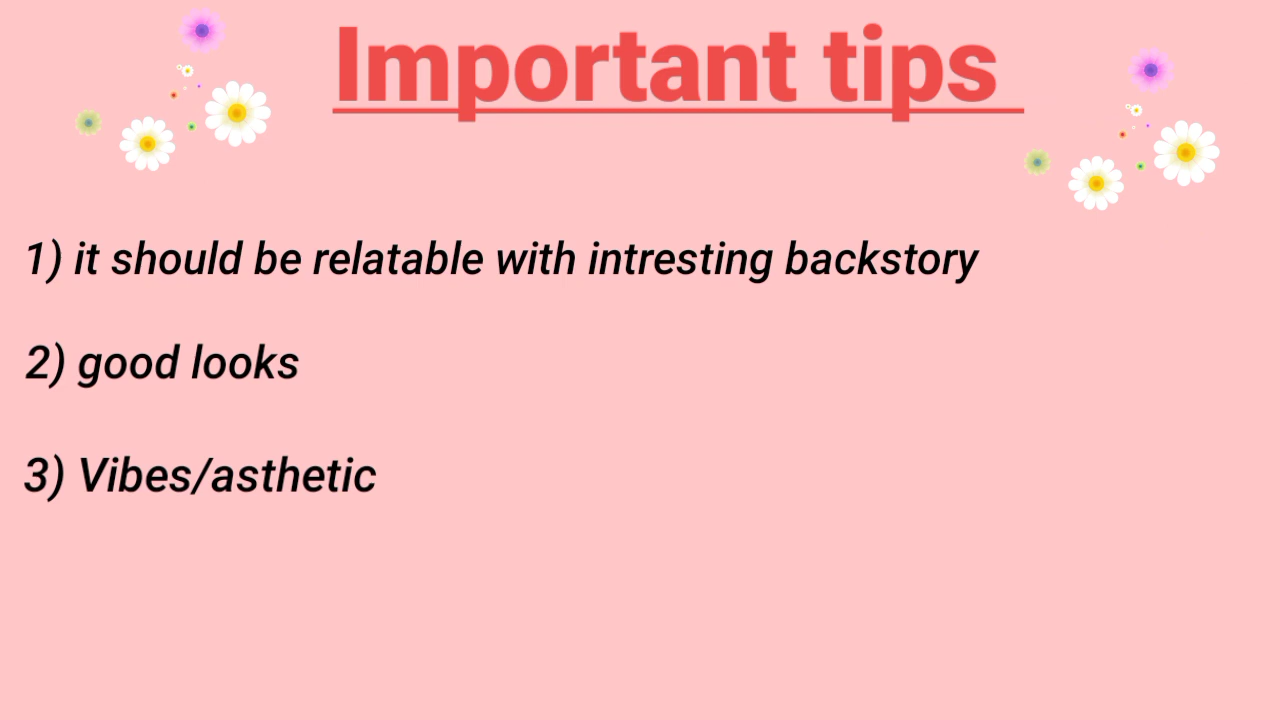 Important tips
1) it should be relatable with intresting backstory
2) good looks
3) Vibes/asthetic